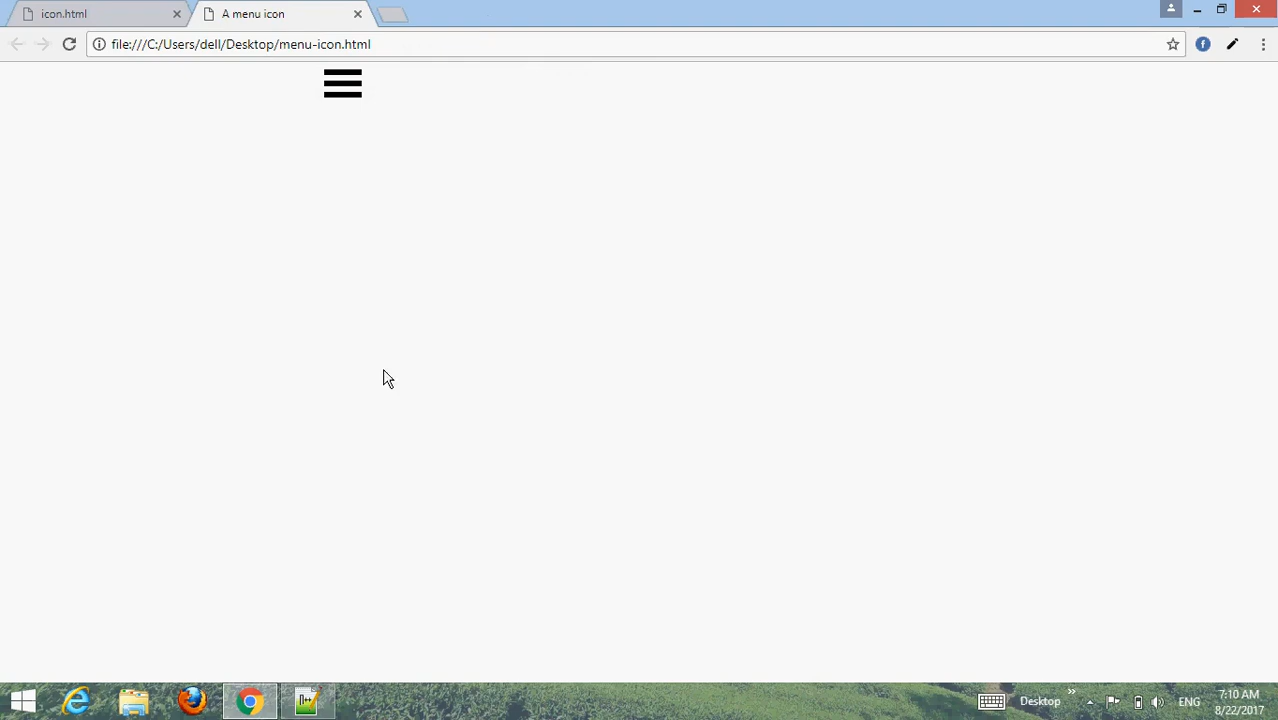 icon.html
A menu icon
file:///C:/Users/dell/Desktop/menu-icon.html
Desktop
ENG
7:10 AM
8/22/2017